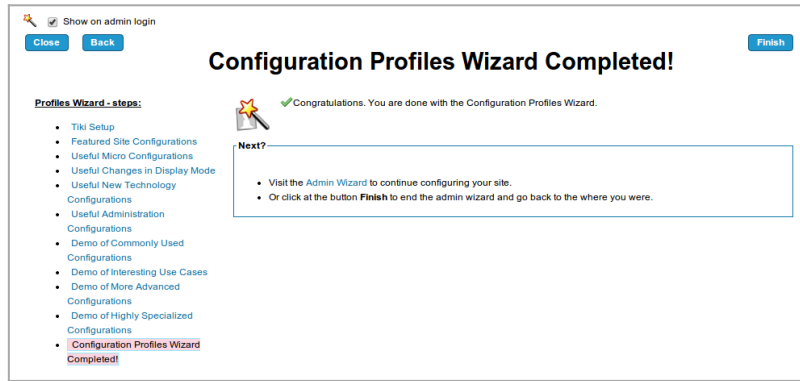 Show on admin login
Close Back Finish
Configuration Profiles Wizard Completed!
Profiles Wizard - steps:
Tiki Setup
Featured Site Configurations
Useful Micro Configurations
Useful Changes in Display Mode
Useful New Technology
Configurations
Useful Administration
Configurations
Demo of Commonly Used
Configurations
Demo of Interesting Use Cases
Demo of More Advanced
Configurations
Demo of Highly Specialized
Configurations
Configuration Profiles Wizard
Completed!
Congratulations. You are done with the Configuration Profiles Wizard.
Next?
Visit the Admin Wizard to continue configuring your site.
Or click at the button Finish to end the admin wizard and go back to the where you were.